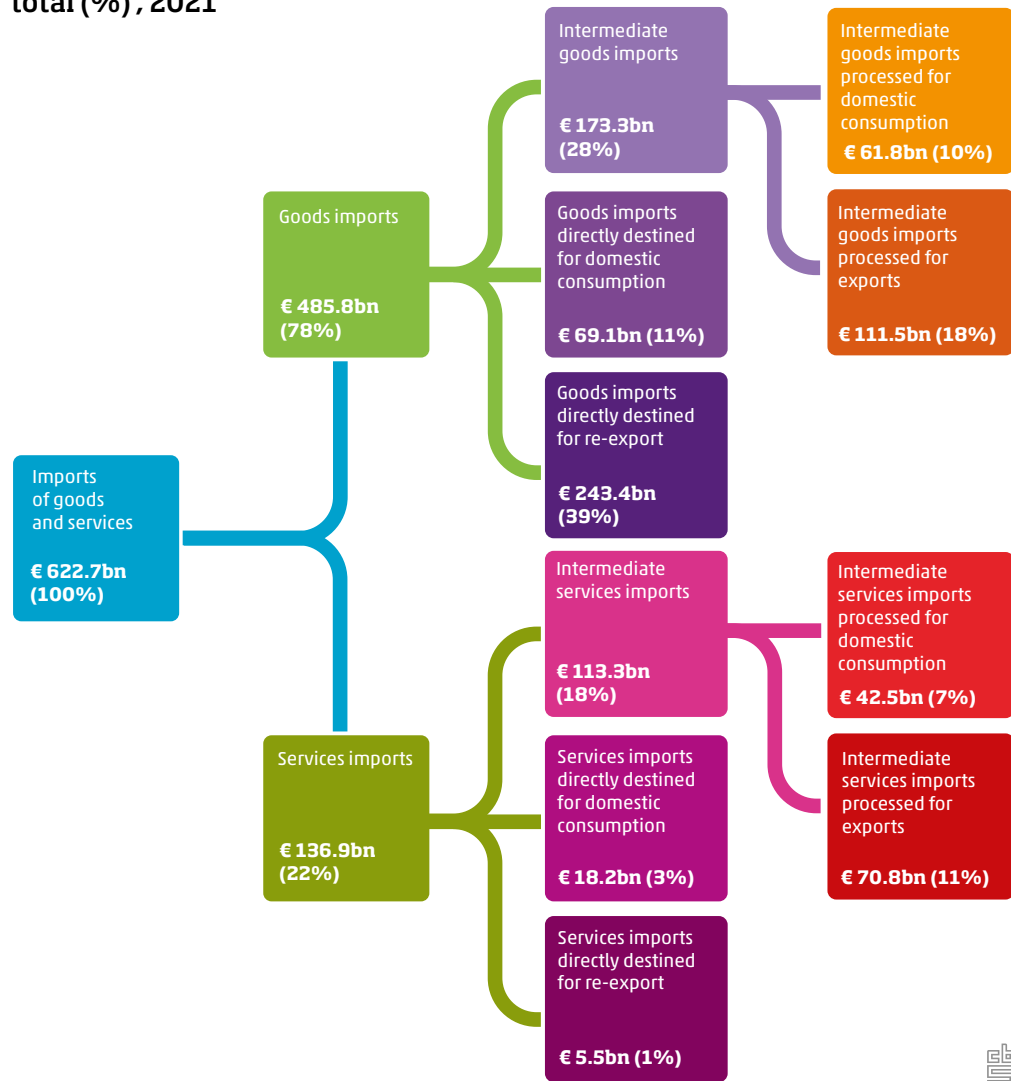 total (%) , 2021
Intermediate
goods imports
€ 173.3bn
(28%)
Intermediate
goods imports
processed for
domestic
consumption
€ 61.8bn (10%)
Goods imports
€ 485.8bn
(78%)
Goods imports
directly destined
for domestic
consumption
€ 69.1bn (11%)
Intermediate
goods imports
processed for
exports
€ 111.5bn (18%)
Goods imports
directly destined
for re-export
€ 243.4bn
(39%)
Imports
of goods
and services
€ 622.7bn
(100%)
Intermediate
services imports
€ 113.3bn
(18%)
Intermediate
services imports
processed for
domestic
consumption
€ 42.5bn (7%)
Services imports
€ 136.9bn
(22%)
Services imports
directly destined
for domestic
consumption
€ 18.2bn (3%)
Intermediate
services imports
processed for
exports
€ 70.8bn (11%)
Services imports
directly destined
for re-export
€ 5.5bn (1%)